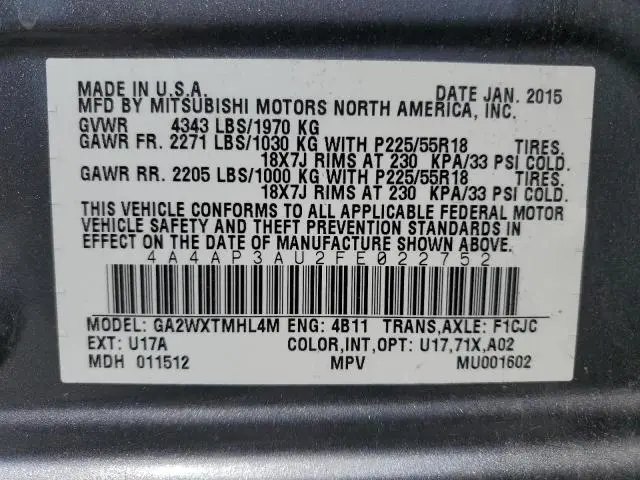 MADE IN U.S.A. DATE JAN. 2015
MFD BY MITSUBISHI MOTORS NORTH AMERICA, INC.
GVWR 4343 LBS/1970 KG
GAWR FR. 2271 LBS/1030 KG WITH P225/55R18 TIRES.
18X7J RIMS AT 230 KPA/33 PSI COLD.
GAWR RR. 2205 LBS/1000 KG WITH P225/55R18 TIRES.
18X7J RIMS AT 230 KPA/33 PSI COLD.
THIS VEHICLE CONFORMS TO ALL APPLICABLE FEDERAL MOTOR
VEHICLE SAFETY AND THEFT PREVENTION STANDARDS IN
EFFECT ON THE DATE OF MANUFACTURE SHOWN ABOVE.
4A4AP3AU2FE022752
MODEL: GA2WXTMHL4M ENG: 4B11 TRANS,AXLE: F1CJC
EXT: U17A COLOR,INT,OPT: U17,71X,A02
MDH 011512 MPV MU001602